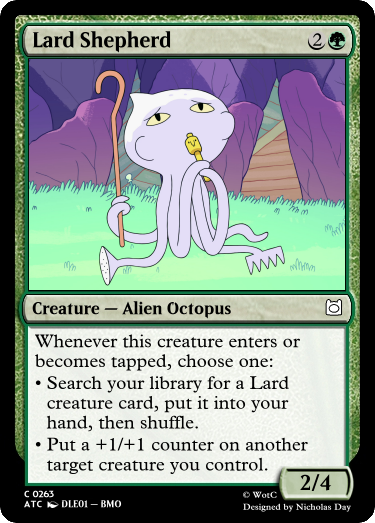 Lard Shepherd 2
Creature — Alien Octopus
Whenever this creature enters or
becomes tapped, choose one:
• Search your library for a Lard
creature card, put it into your
hand, then shuffle.
• Put a +1/+1 counter on another
target creature you control.
2/4
C 0263
ATC DLE01 — BMO
© WotC
Designed by Nicholas Day